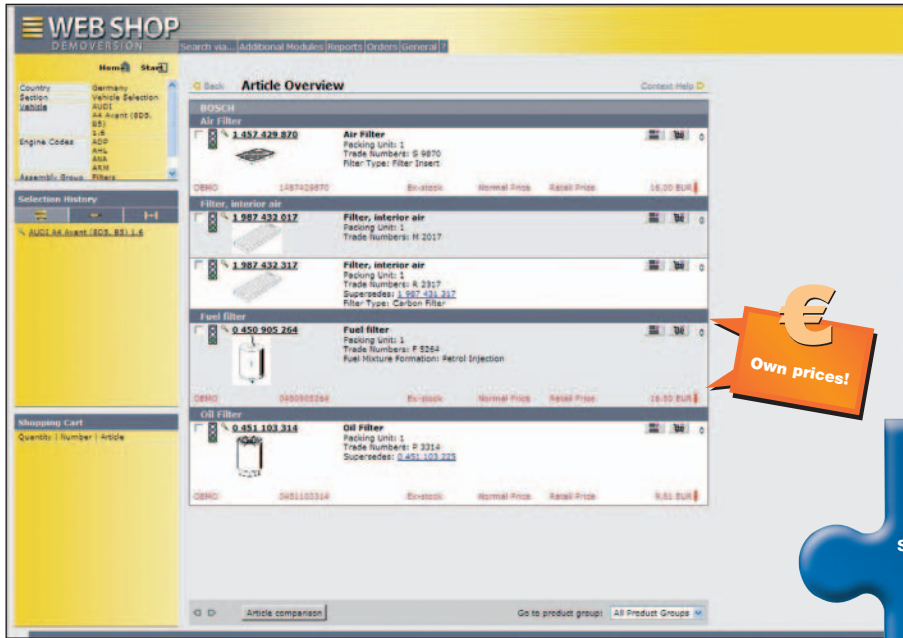 WEB SHOP
DEMOVERSION
Search via... Additional Modules Reports Orders General ?
Home Start
Country Germany
Section Vehicle Selection
Vehicle AUDI
A4 Avant (8D5,
B5)
1.6
Engine Codes ADP
AHL
ANA
ARM
Assembly Group Filters
Selection History
AUDI A4 Avant (8D5, B5) 1.6
Shopping Cart
Quantity | Number | Article
Back Article Overview Context Help
BOSCH
Air Filter
1 457 429 870 Air Filter
Packing Unit: 1
Trade Numbers: S 9870
Filter Type: Filter Insert
DEMO 1457429870 Ex-stock Normal Price Retail Price 16,00 EUR
Filter, interior air
1 987 432 017 Filter, interior air
Packing Unit: 1
Trade Numbers: M 2017
1 987 432 317 Filter, interior air
Packing Unit: 1
Trade Numbers: R 2317
Supersedes: 1 987 431 317
Filter Type: Carbon Filter
Fuel filter
0 450 905 264 Fuel filter
Packing Unit: 1
Trade Numbers: F 5264
Fuel Mixture Formation: Petrol Injection
DEMO 0450905264 Ex-stock Normal Price Retail Price 16,00 EUR
Oil Filter
0 451 103 314 Oil Filter
Packing Unit: 1
Trade Numbers: P 3314
Supersedes: 0 451 103 225
DEMO 0451103314 Ex-stock Normal Price Retail Price 9,51 EUR
Article comparison Go to product group: All Product Groups
€
Own prices!
S